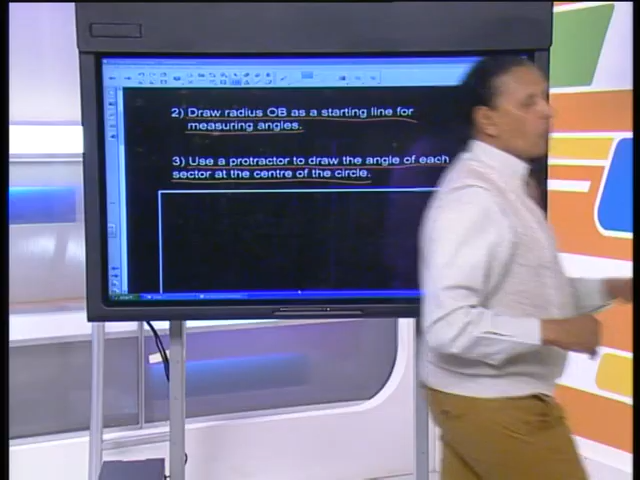 2) Draw radius OB as a starting line for
measuring angles.
3) Use a protractor to draw the angle of each
sector at the centre of the circle.